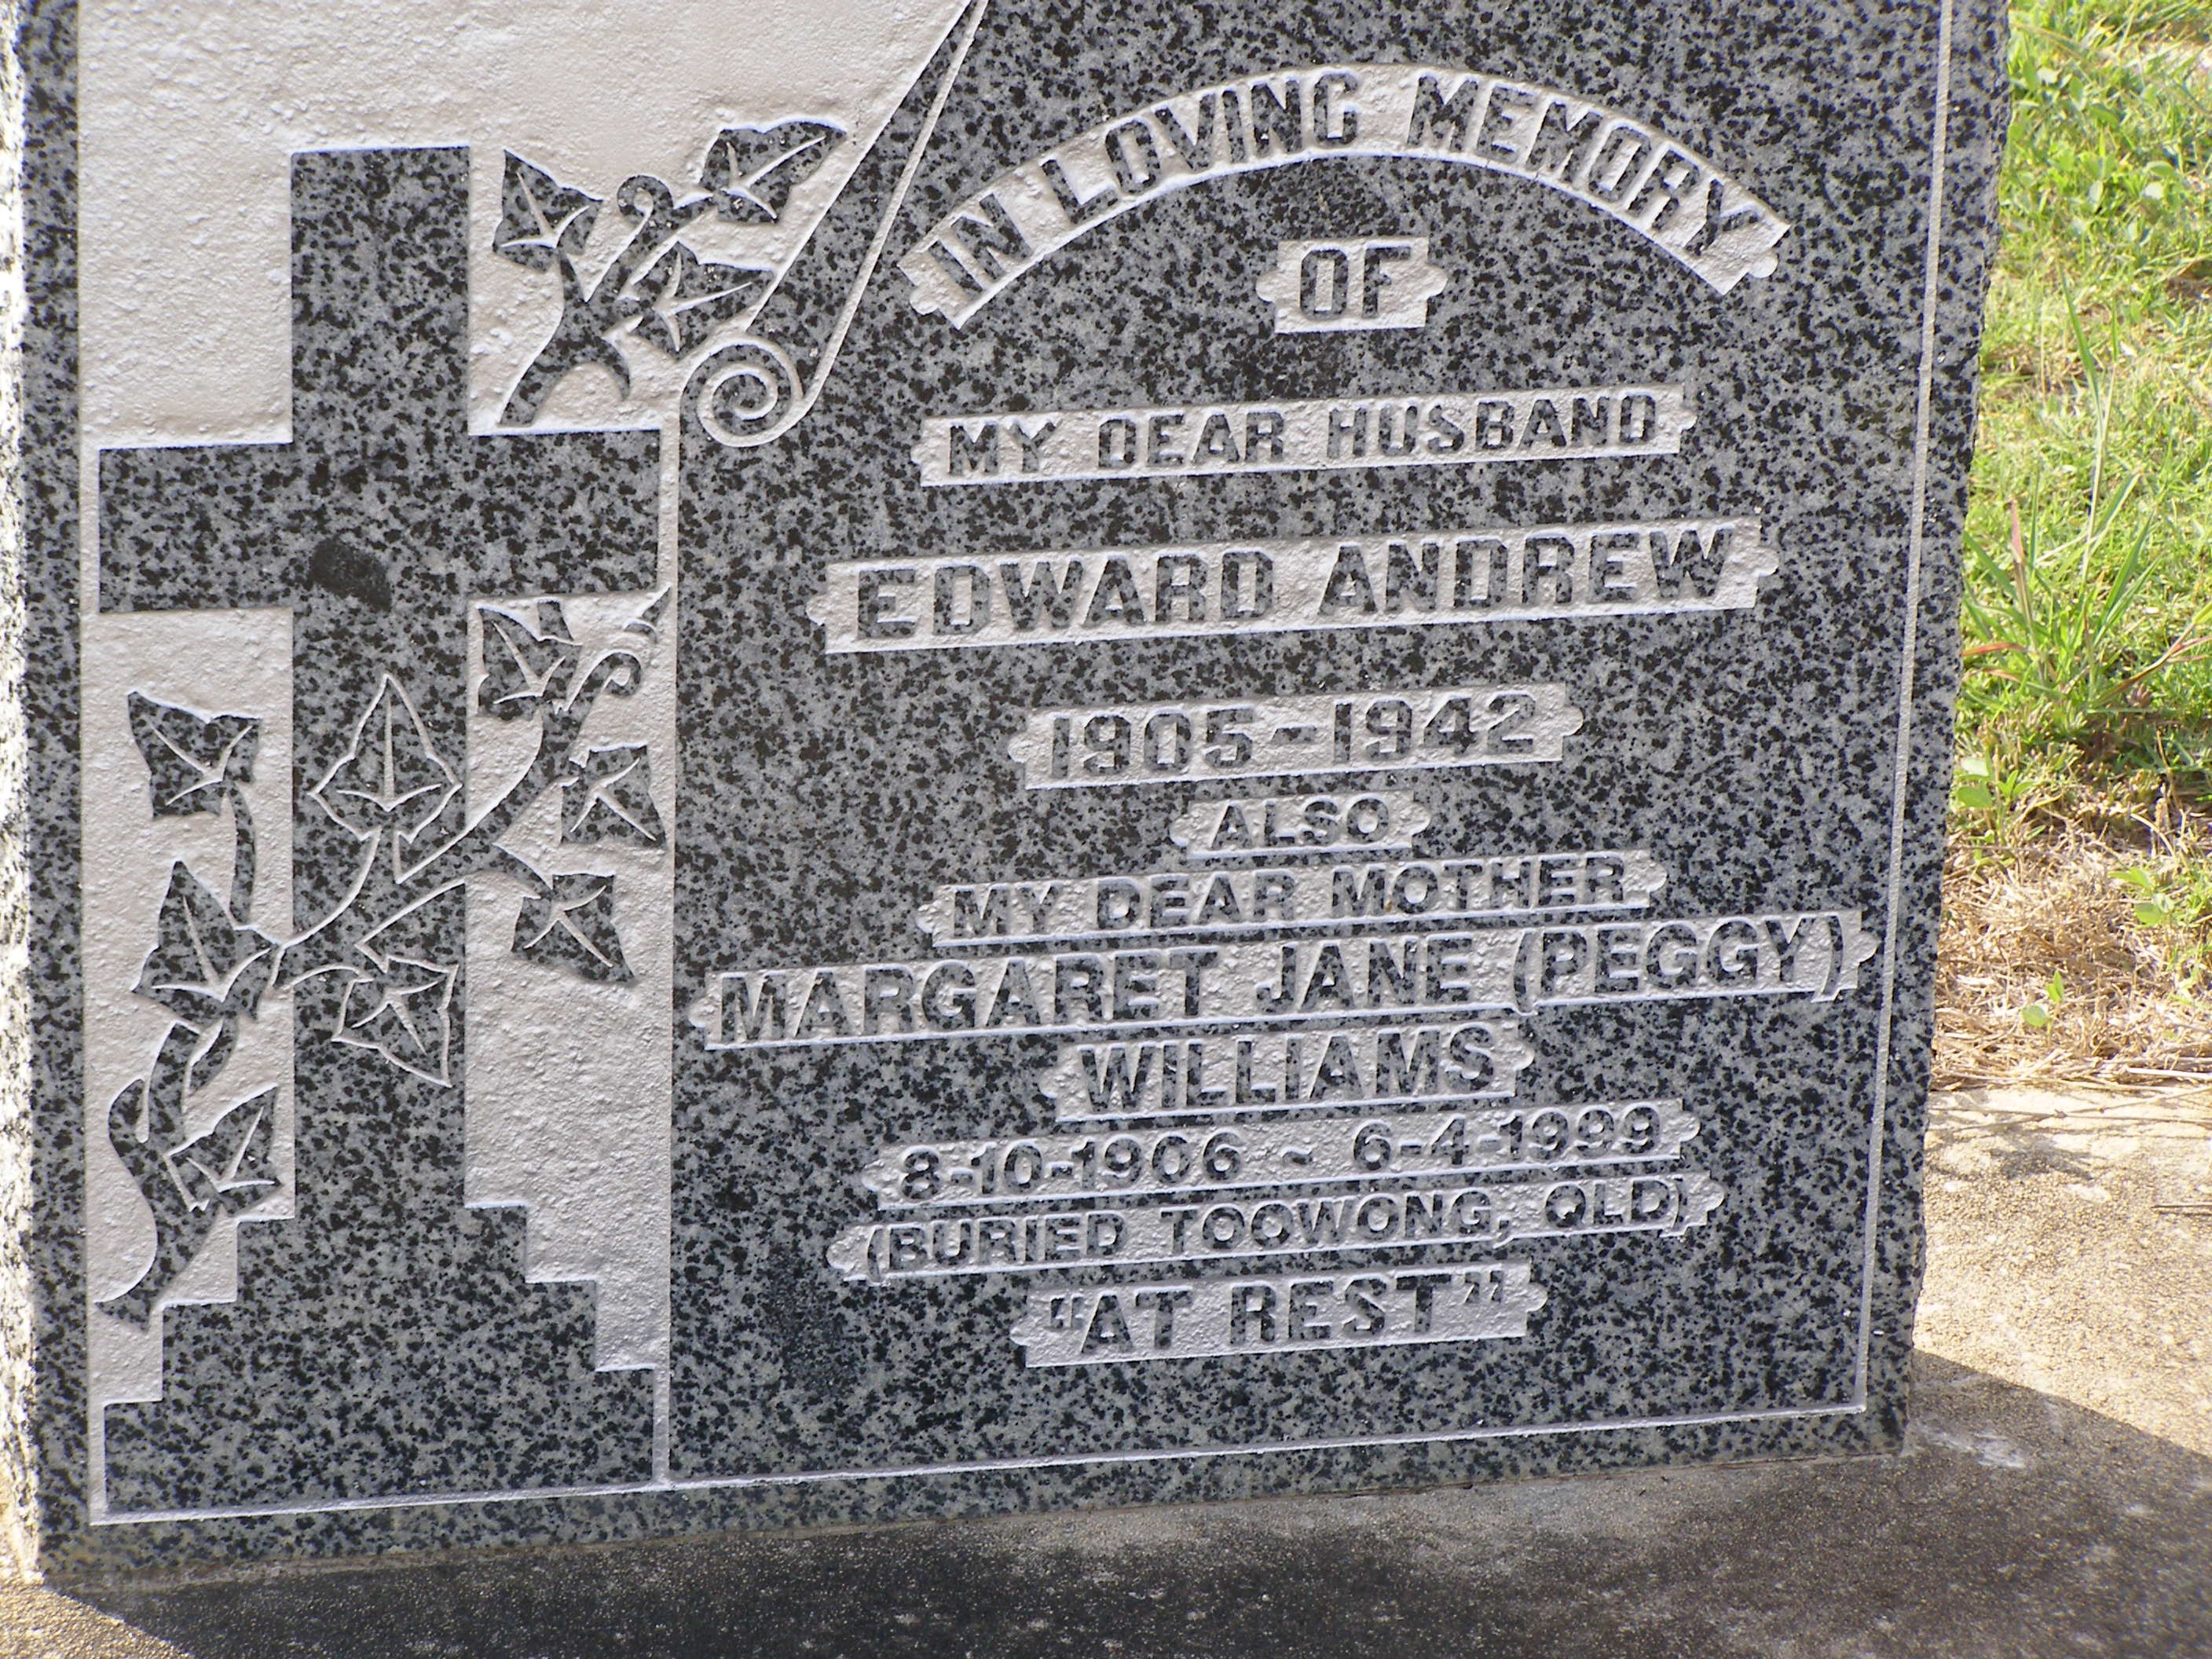 IN LOVING MEMORY
OF
MY DEAR HUSBAND
EDWARD ANDREW
1905-1942
ALSO
MY DEAR MOTHER
MARGARET JANE (PEGGY)
WILLIAMS
8-10-1906 ~ 6-4-1999
(BURIED TOOWONG, QLD)
"AT REST"